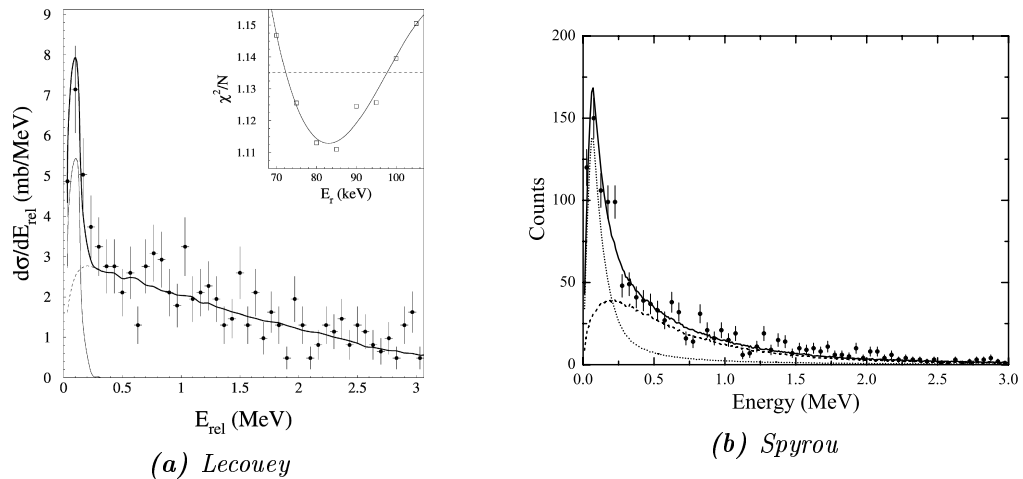 9
8
7
6
5
4
3
2
1
0
dσ/dE_rel (mb/MeV)
0 0.5 1 1.5 2 2.5 3
E_rel (MeV)
1.15
1.14
1.13
1.12
1.11
χ²/N
70 80 90 100
E_r (keV)
(a) Lecouey
200
150
100
50
0
Counts
0.0 0.5 1.0 1.5 2.0 2.5 3.0
Energy (MeV)
(b) Spyrou